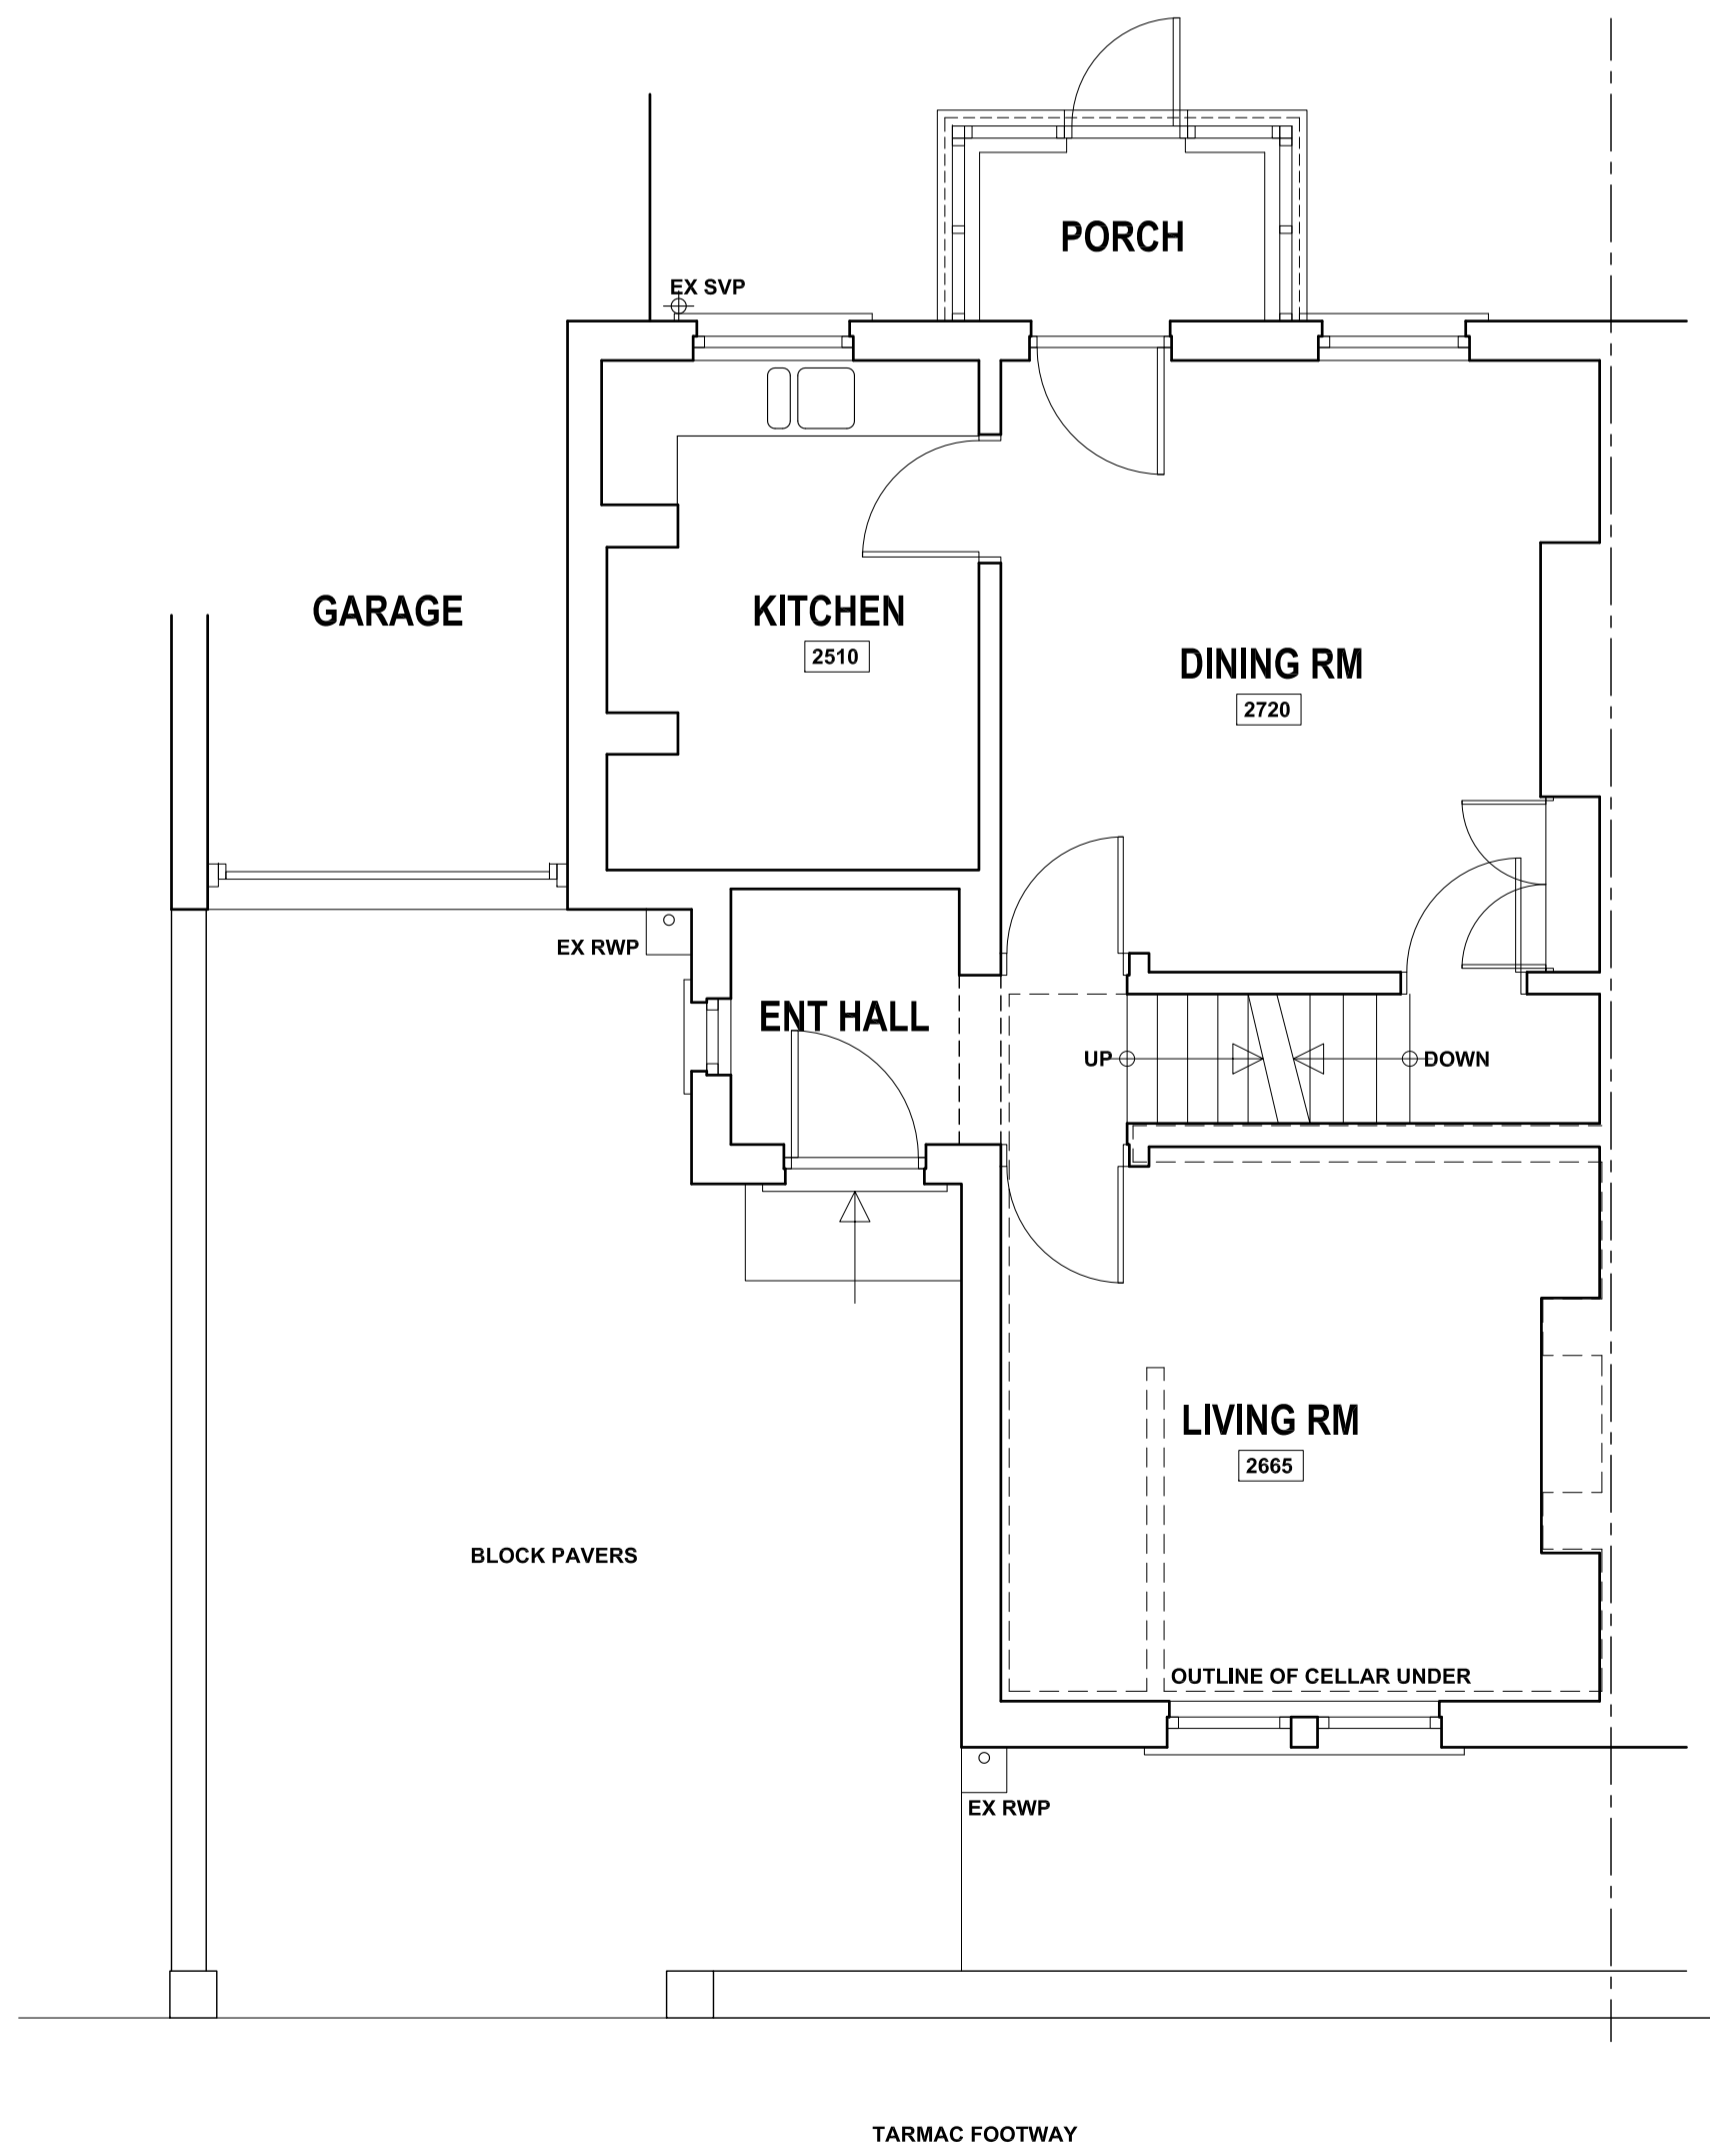 PORCH
EX SVP
GARAGE
KITCHEN
2510
DINING RM
2720
EX RWP
ENT HALL
UP
DOWN
LIVING RM
2665
BLOCK PAVERS
OUTLINE OF CELLAR UNDER
EX RWP
TARMAC FOOTWAY